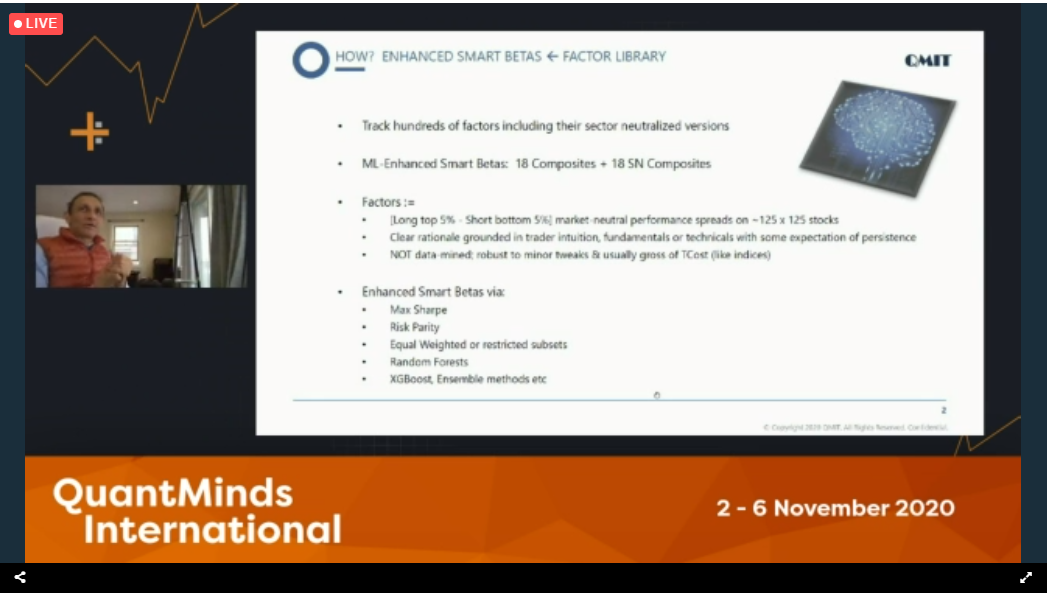 LIVE
HOW? ENHANCED SMART BETAS ← FACTOR LIBRARY
QMIT
• Track hundreds of factors including their sector neutralized versions
• ML-Enhanced Smart Betas: 18 Composites + 18 SN Composites
• Factors :=
• [Long top 5% - Short bottom 5%] market-neutral performance spreads on ~125 x 125 stocks
• Clear rationale grounded in trader intuition, fundamentals or technicals with some expectation of persistence
• NOT data-mined; robust to minor tweaks & usually gross of TCost (like indices)
• Enhanced Smart Betas via:
• Max Sharpe
• Risk Parity
• Equal Weighted or restricted subsets
• Random Forests
• XGBoost, Ensemble methods etc
2
© Copyright 2020 QMIT. All Rights Reserved. Confidential.
QuantMinds
International
2 - 6 November 2020